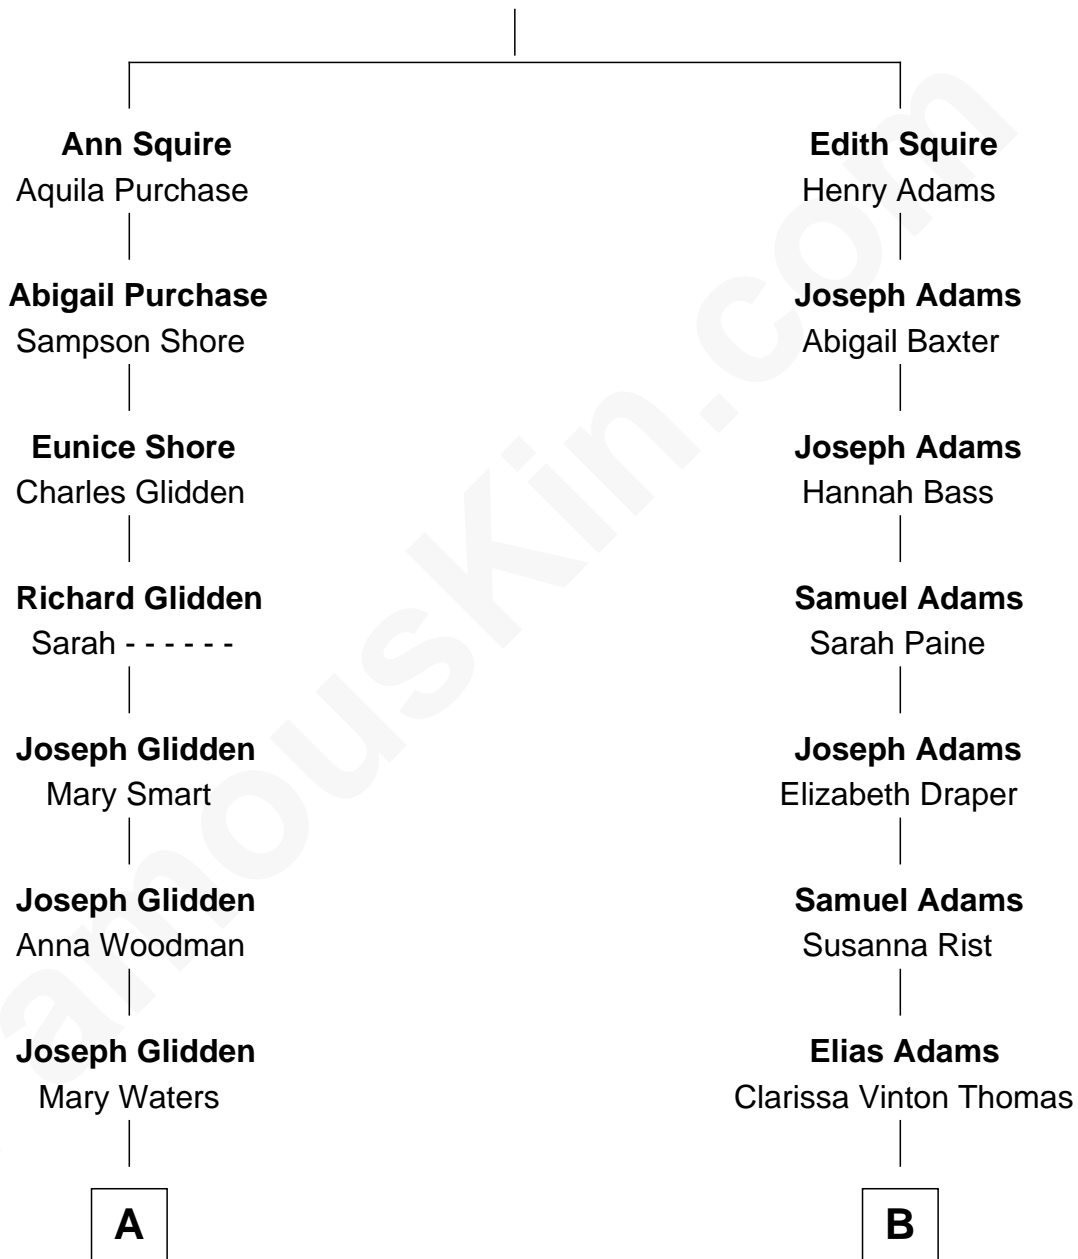 Ann Squire
Aquila Purchase
Abigail Purchase
Sampson Shore
Eunice Shore
Charles Glidden
Richard Glidden
Sarah - - - - - -
Joseph Glidden
Mary Smart
Joseph Glidden
Anna Woodman
Joseph Glidden
Mary Waters
A
Edith Squire
Henry Adams
Joseph Adams
Abigail Baxter
Joseph Adams
Hannah Bass
Samuel Adams
Sarah Paine
Joseph Adams
Elizabeth Draper
Samuel Adams
Susanna Rist
Elias Adams
Clarissa Vinton Thomas
B
amousKin.com